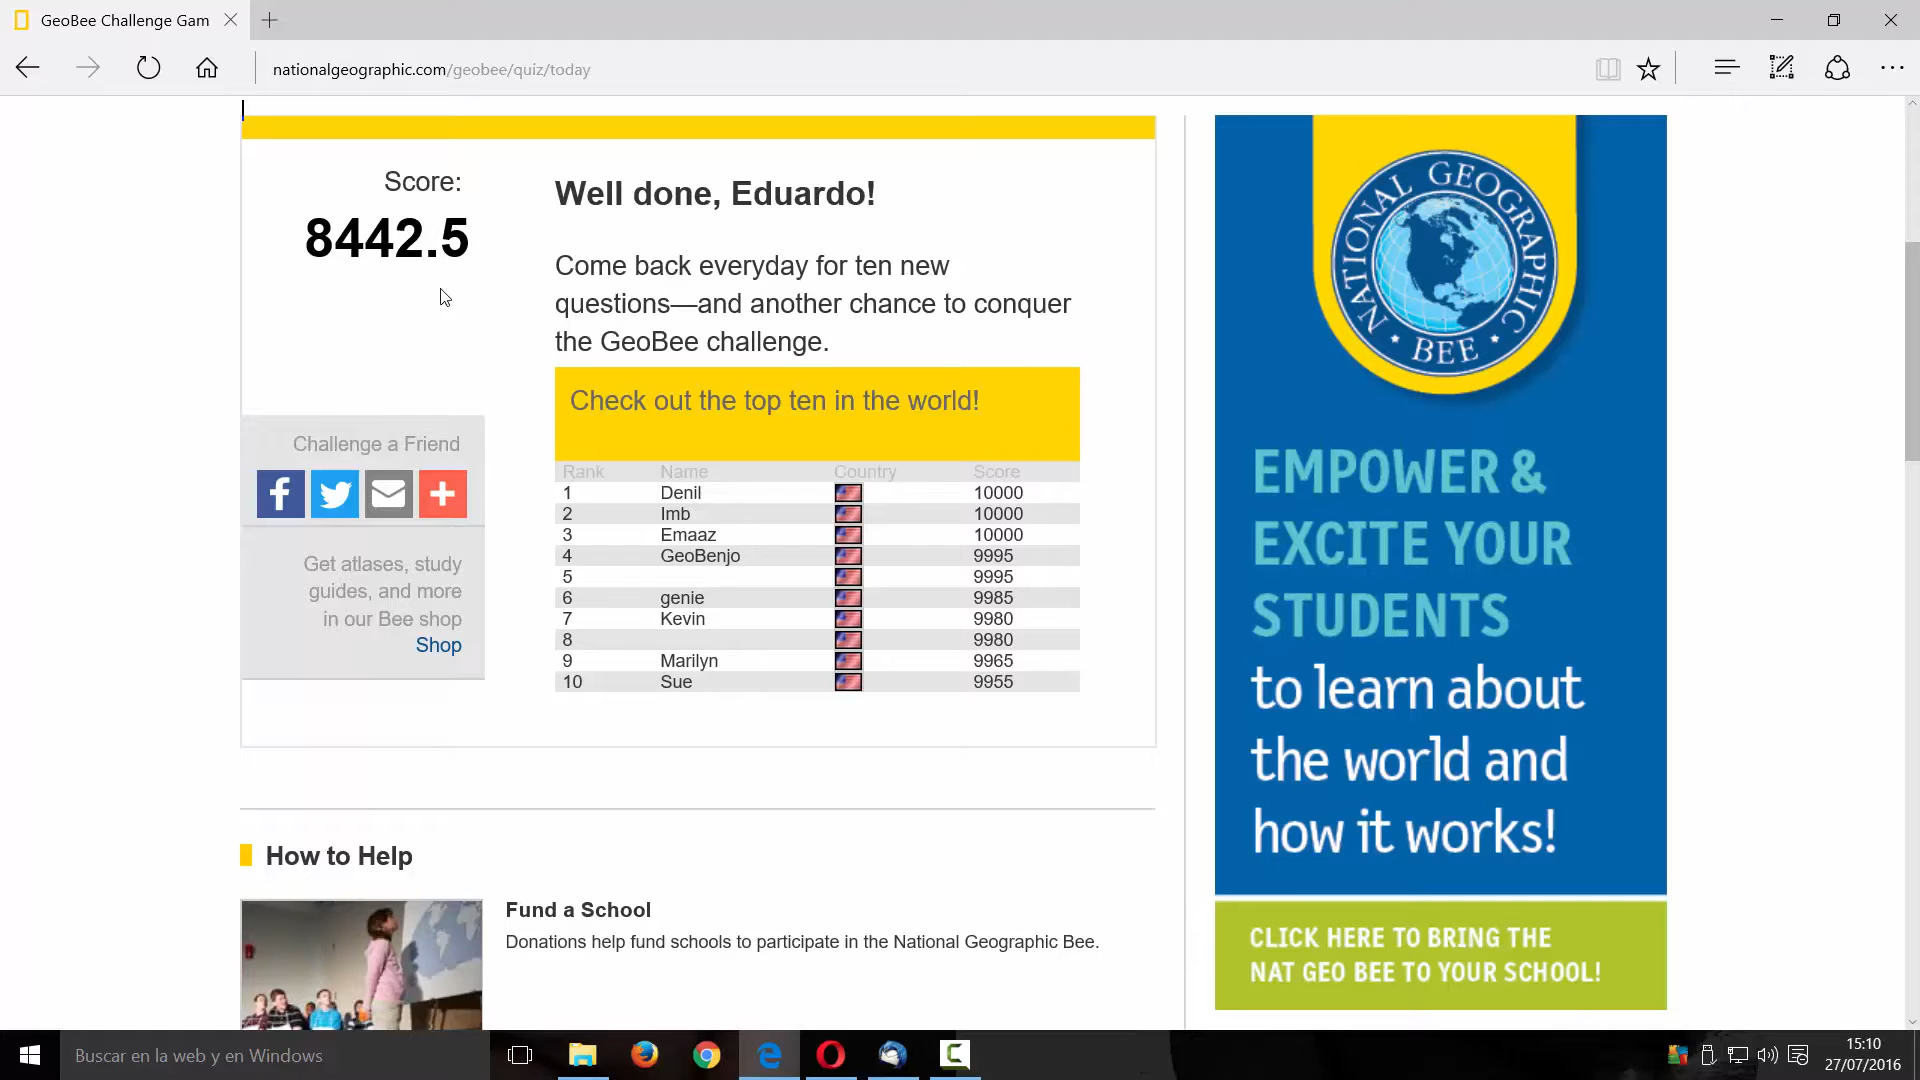 GeoBee Challenge Gam
nationalgeographic.com/geobee/quiz/today
Score:
8442.5
Well done, Eduardo!
Come back everyday for ten new
questions—and another chance to conquer
the GeoBee challenge.
Check out the top ten in the world!
Rank Name Country Score
1 Denil 10000
2 Imb 10000
3 Emaaz 10000
4 GeoBenjo 9995
5 9995
6 genie 9985
7 Kevin 9980
8 9980
9 Marilyn 9965
10 Sue 9955
Challenge a Friend
Get atlases, study
guides, and more
in our Bee shop
Shop
How to Help
Fund a School
Donations help fund schools to participate in the National Geographic Bee.
NATIONAL GEOGRAPHIC
BEE
EMPOWER &
EXCITE YOUR
STUDENTS
to learn about
the world and
how it works!
CLICK HERE TO BRING THE
NAT GEO BEE TO YOUR SCHOOL!
Buscar en la web y en Windows
15:10
27/07/2016